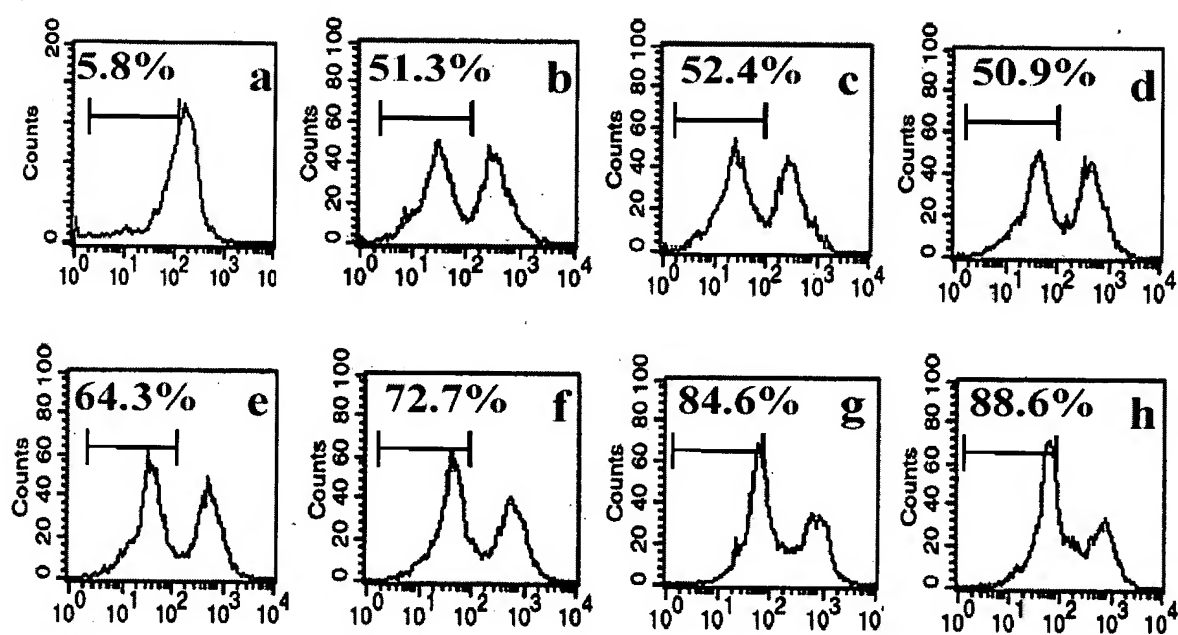 200 0 Counts 5.8% a 10⁰ 10¹ 10² 10³ 10
0 20 40 60 80 100 Counts 51.3% b 10⁰ 10¹ 10² 10³ 10⁴
0 20 40 60 80 100 Counts 52.4% c 10⁰ 10¹ 10² 10³ 10⁴
0 20 40 60 80 100 Counts 50.9% d 10⁰ 10¹ 10² 10³ 10⁴
0 20 40 60 80 100 Counts 64.3% e 10⁰ 10¹ 10² 10³ 10⁴
0 20 40 60 80 100 Counts 72.7% f 10⁰ 10¹ 10² 10³ 10⁴
0 20 40 60 80 100 Counts 84.6% g 10⁰ 10¹ 10² 10³ 10⁴
0 20 40 60 80 100 Counts 88.6% h 10⁰ 10¹ 10² 10³ 10⁴